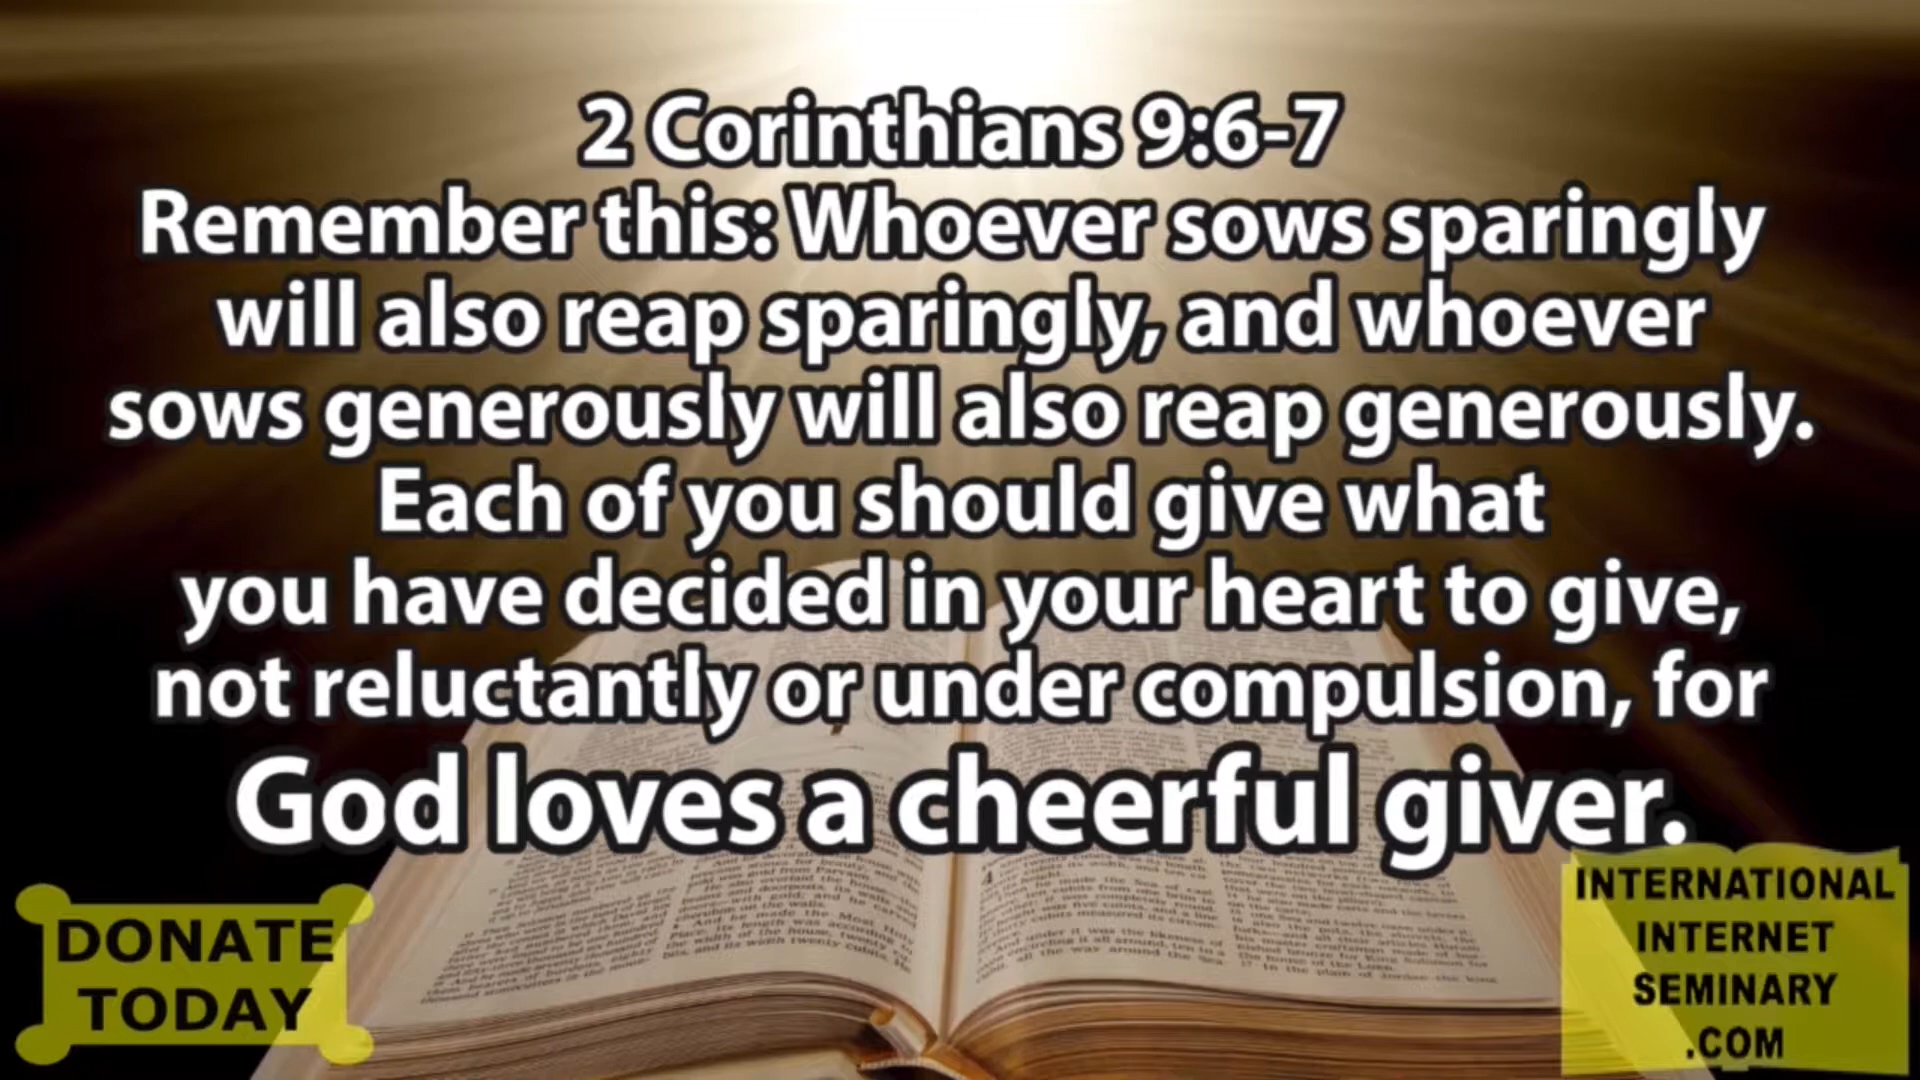 2 Corinthians 9:6-7
Remember this: Whoever sows sparingly
will also reap sparingly, and whoever
sows generously will also reap generously.
Each of you should give what
you have decided in your heart to give,
not reluctantly or under compulsion, for
God loves a cheerful giver.
DONATE
TODAY
INTERNATIONAL
INTERNET
SEMINARY
.COM